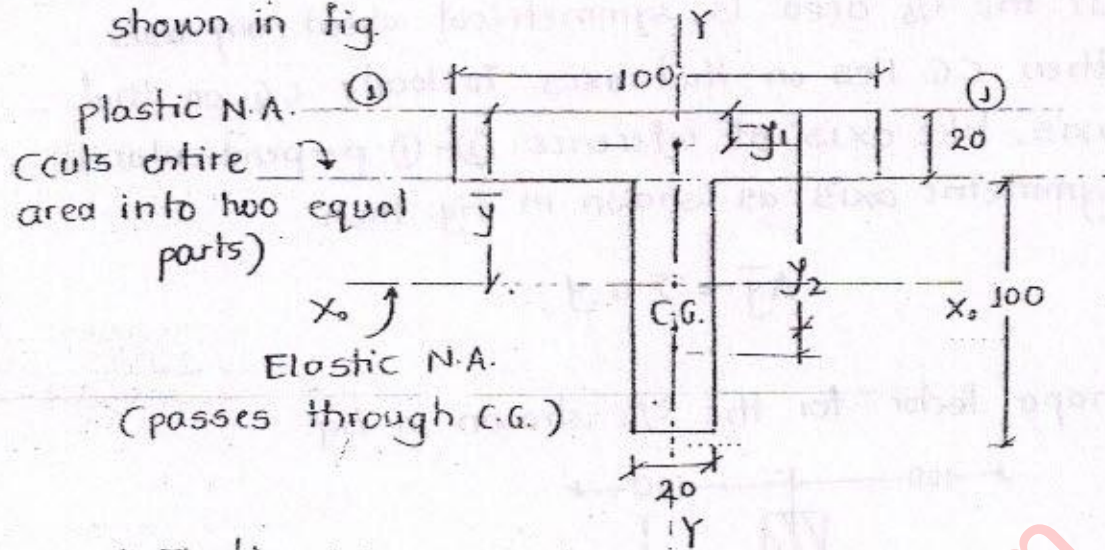 shown in fig
Y
100
① ①
Plastic N.A.
y1
20
(cuts entire
area into two equal
ȳ
parts)
y2
X₀ C.G. X₀ 100
Elastic N.A.
(passes through C.G.)
20
Y